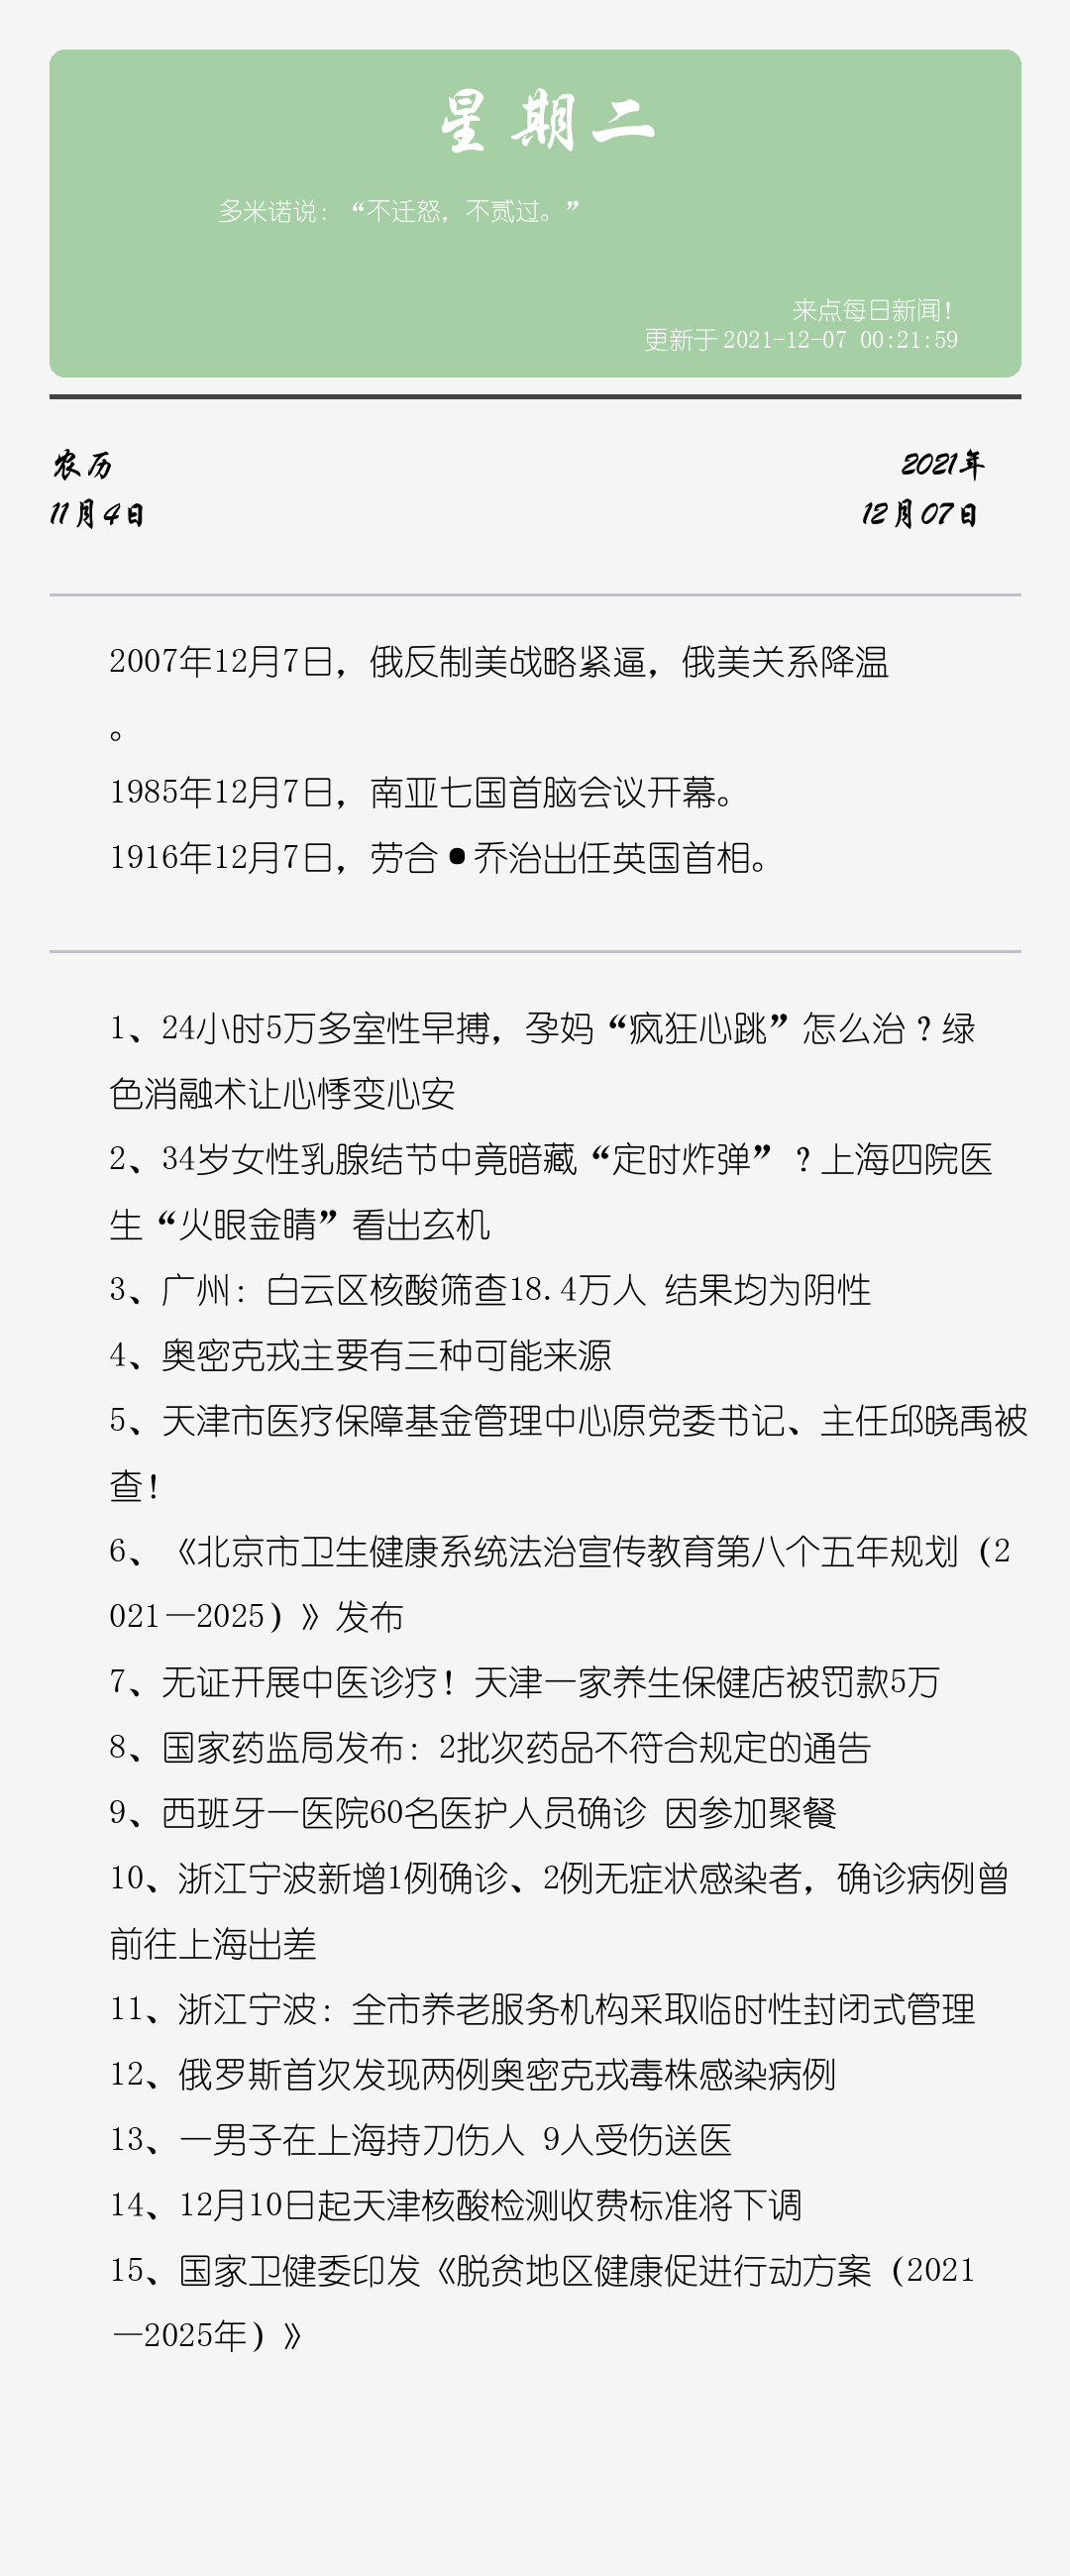 星期二
多米诺说：“不迁怒，不贰过。”
来点每日新闻！
更新于 2021-12-07 00:21:59
农历
11月4日
2021年
12月07日
2007年12月7日，俄反制美战略紧逼，俄美关系降温
。
1985年12月7日，南亚七国首脑会议开幕。
1916年12月7日，劳合•乔治出任英国首相。
1、24小时5万多室性早搏，孕妈“疯狂心跳”怎么治？绿
色消融术让心悸变心安
2、34岁女性乳腺结节中竟暗藏“定时炸弹”？上海四院医
生“火眼金睛”看出玄机
3、广州：白云区核酸筛查18.4万人 结果均为阴性
4、奥密克戎主要有三种可能来源
5、天津市医疗保障基金管理中心原党委书记、主任邱晓禹被
查！
6、《北京市卫生健康系统法治宣传教育第八个五年规划（2
021—2025）》发布
7、无证开展中医诊疗！天津一家养生保健店被罚款5万
8、国家药监局发布：2批次药品不符合规定的通告
9、西班牙一医院60名医护人员确诊 因参加聚餐
10、浙江宁波新增1例确诊、2例无症状感染者，确诊病例曾
前往上海出差
11、浙江宁波：全市养老服务机构采取临时性封闭式管理
12、俄罗斯首次发现两例奥密克戎毒株感染病例
13、一男子在上海持刀伤人 9人受伤送医
14、12月10日起天津核酸检测收费标准将下调
15、国家卫健委印发《脱贫地区健康促进行动方案（2021
—2025年）》